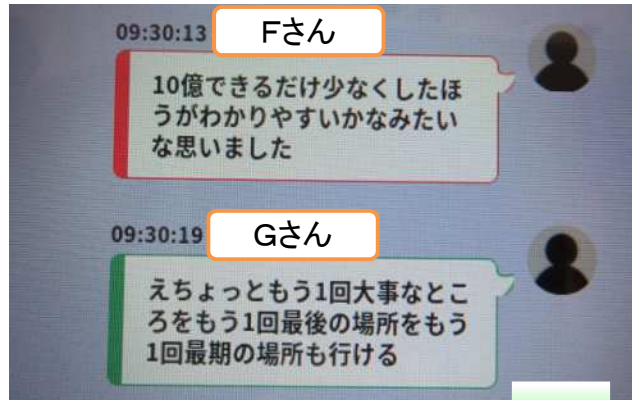 09:30:13 Fさん
10億できるだけ少なくしたほ
うがわかりやすいかなみたい
な思いました
09:30:19 Gさん
えちょっともう1回大事なとこ
ろをもう1回最後の場所をもう
1回最期の場所も行ける